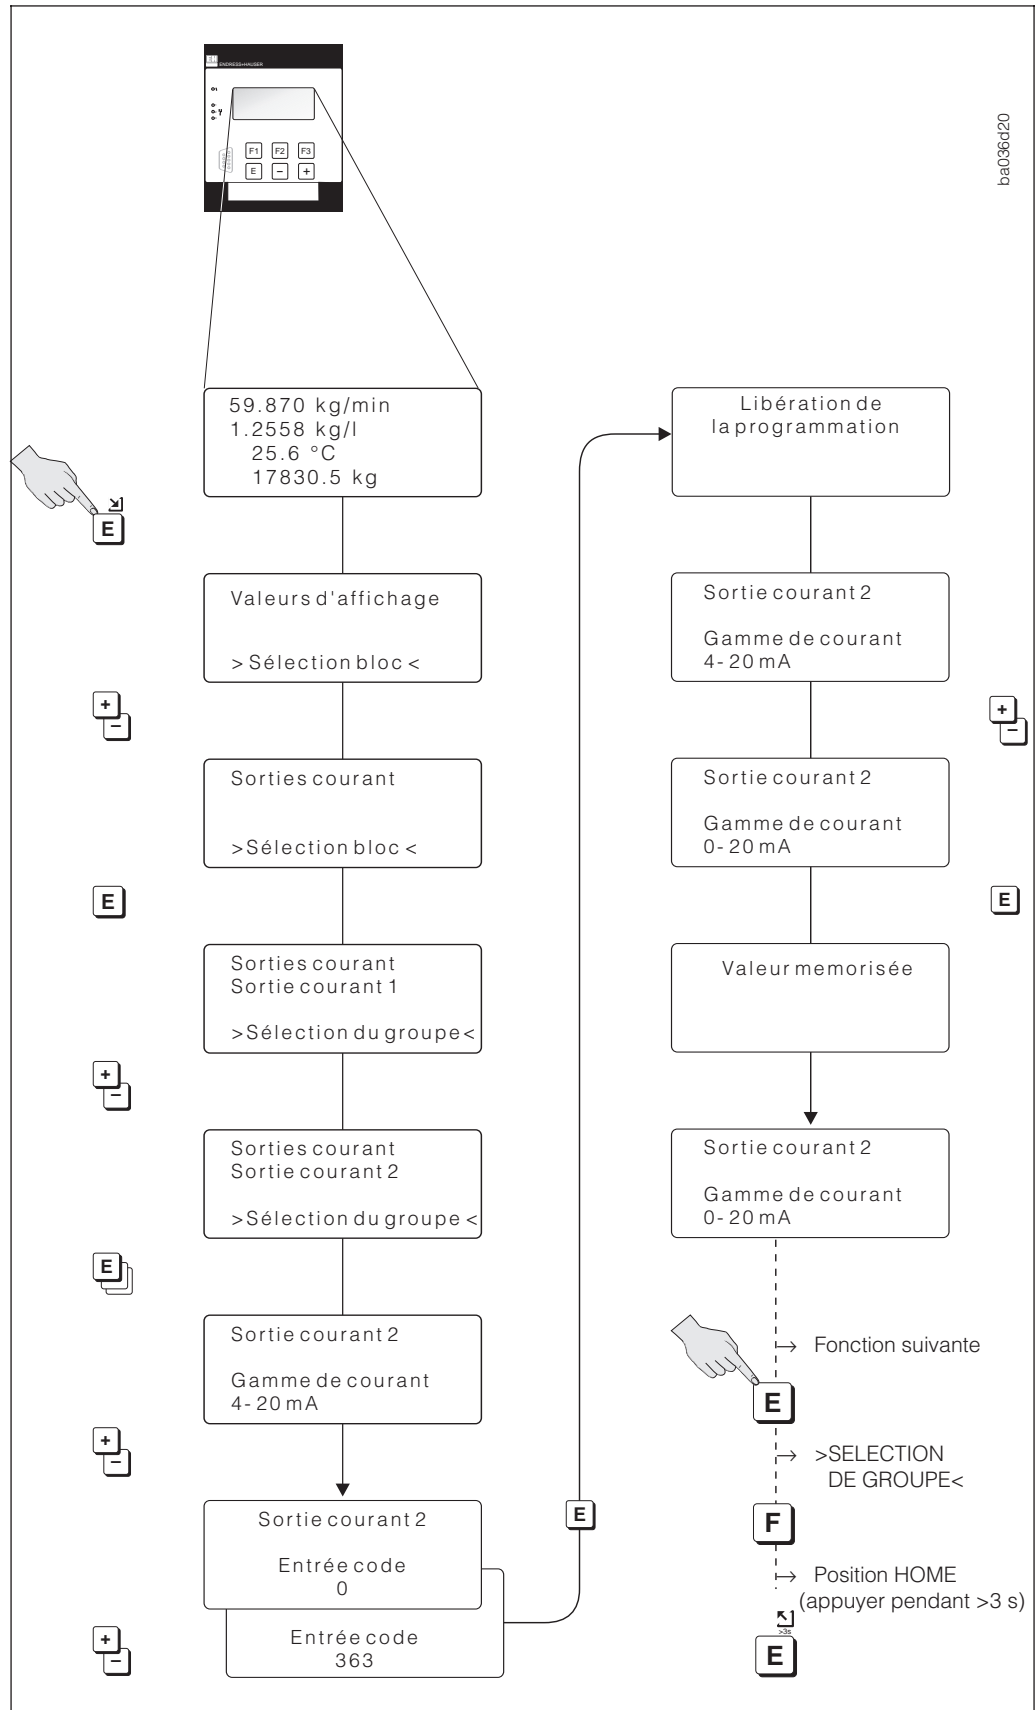 ENDRESS+HAUSER
F1 F2 F3
E − +
ba036d20
59.870 kg/min
1.2558 kg/l
25.6 °C
17830.5 kg
E
Valeurs d'affichage
> Sélection bloc <
+
−
Sorties courant
>Sélection bloc <
E
Sorties courant
Sortie courant 1
>Sélection du groupe<
+
−
Sorties courant
Sortie courant 2
>Sélection du groupe <
E
Sortie courant 2
Gamme de courant
4- 20 mA
+
−
Sortie courant 2
Entrée code
0
Entrée code
363
+
−
E
Libération de
la programmation
Sortie courant 2
Gamme de courant
4- 20 mA
+
−
Sortie courant 2
Gamme de courant
0- 20 mA
E
Valeur memorisée
Sortie courant 2
Gamme de courant
0- 20 mA
→ Fonction suivante
E
→ >SELECTION
DE GROUPE<
F
→ Position HOME
(appuyer pendant >3 s)
>3s
E